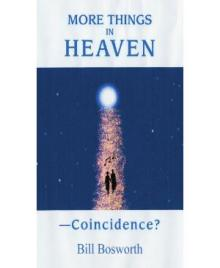 MORE THINGS
IN
HEAVEN
—Coincidence?
Bill Bosworth